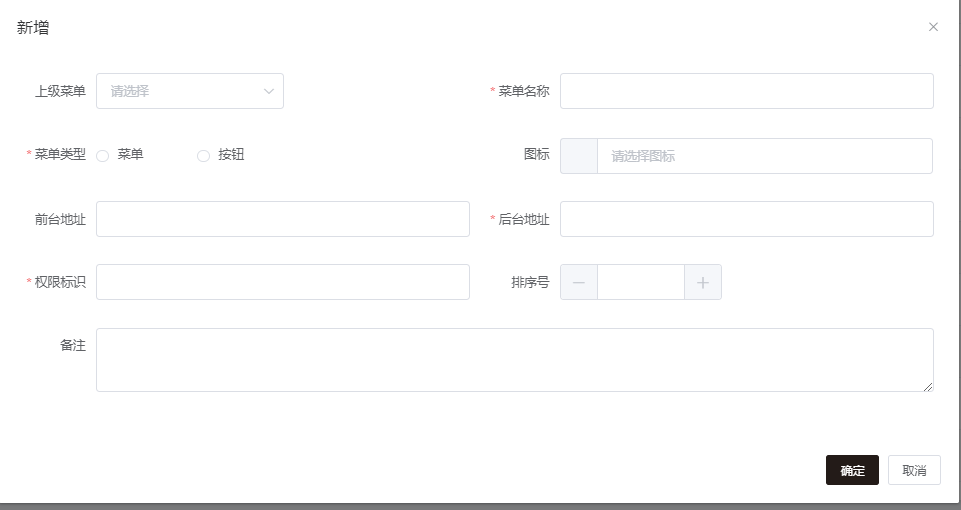 新增
上级菜单 请选择 * 菜单名称
* 菜单类型 菜单 按钮 图标 请选择图标
前台地址 * 后台地址
* 权限标识 排序号
备注
确定 取消